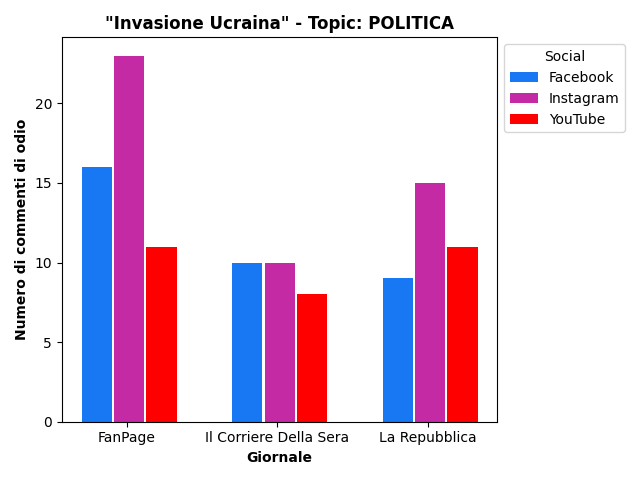 "Invasione Ucraina" - Topic: POLITICA
Numero di commenti di odio
20
15
10
5
0
FanPage
Il Corriere Della Sera
La Repubblica
Giornale
Social
Facebook
Instagram
YouTube